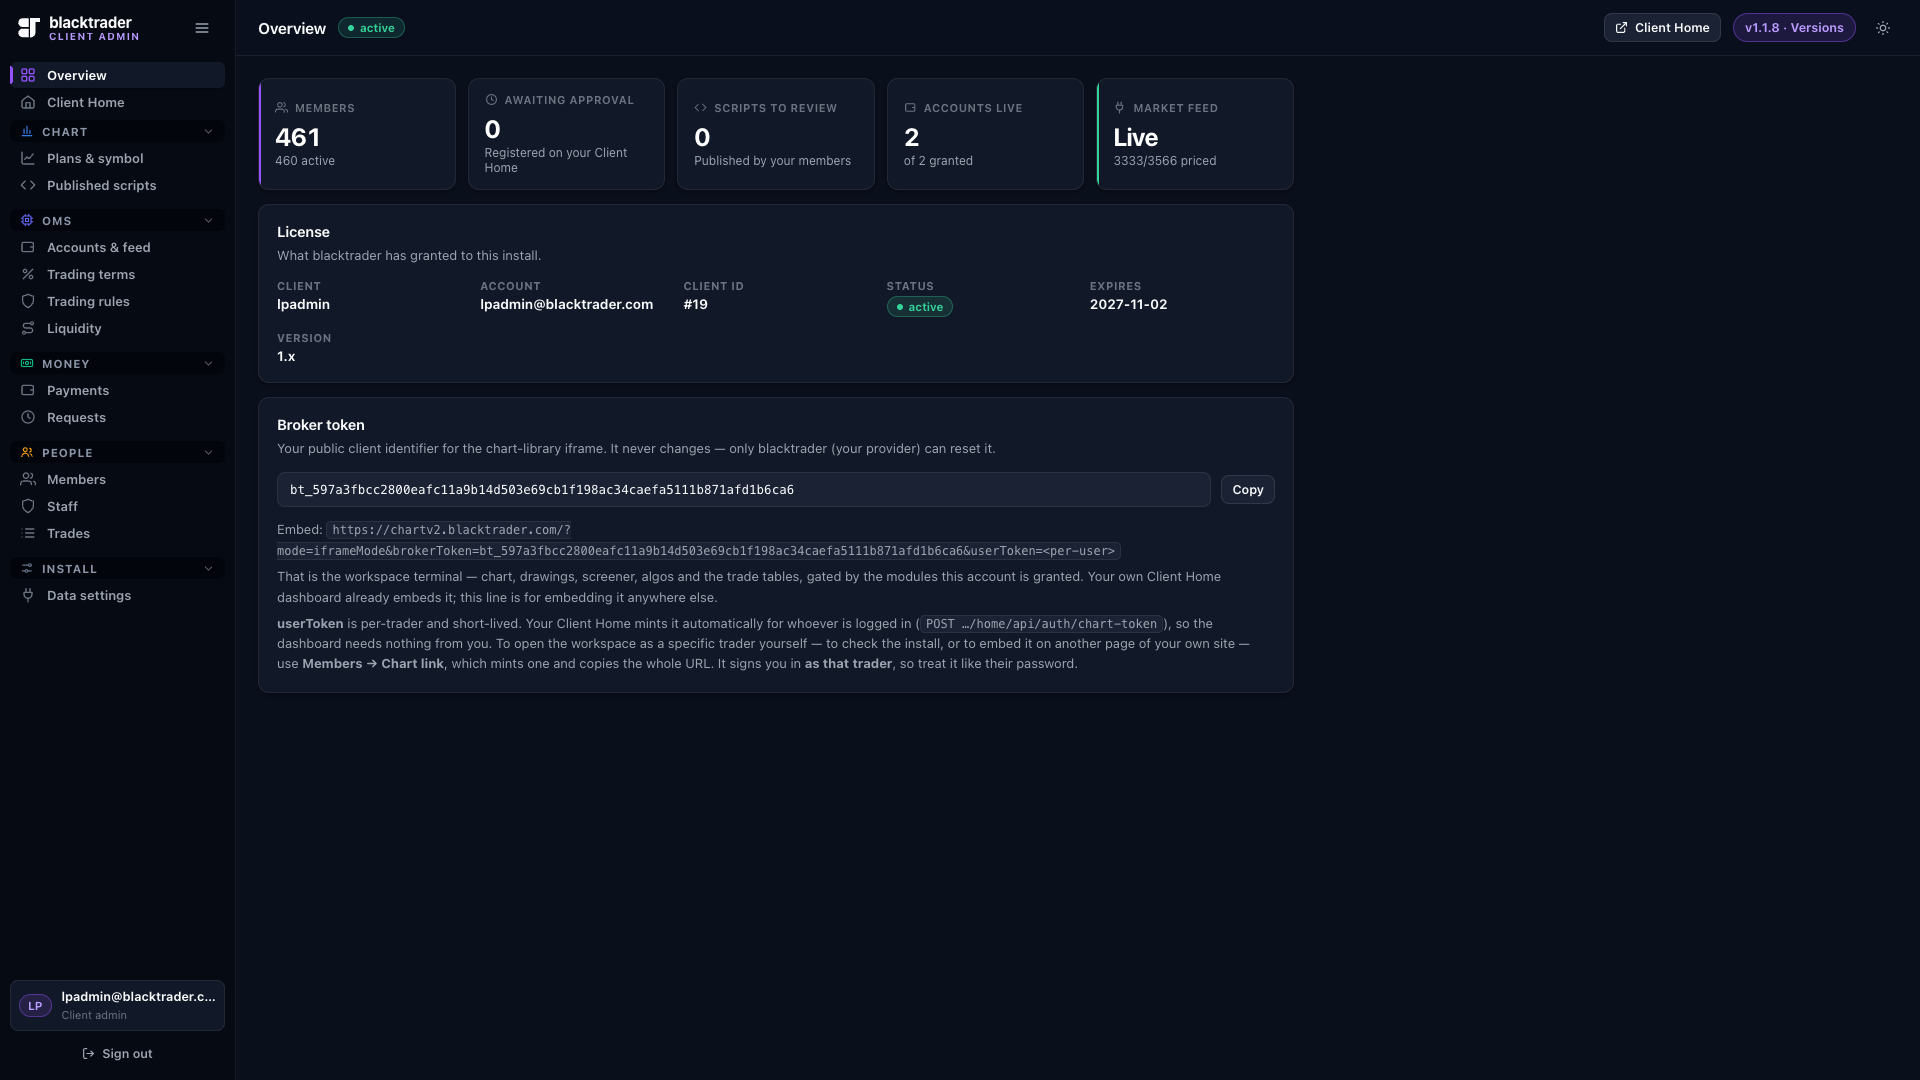 blacktrader
CLIENT ADMIN
Overview
Client Home
CHART
Plans & symbol
Published scripts
OMS
Accounts & feed
Trading terms
Trading rules
Liquidity
MONEY
Payments
Requests
PEOPLE
Members
Staff
Trades
INSTALL
Data settings
LP
lpadmin@blacktrader.c...
Client admin
Sign out
Overview
active
Client Home
v1.1.8 · Versions
MEMBERS
461
460 active
AWAITING APPROVAL
0
Registered on your Client
Home
SCRIPTS TO REVIEW
0
Published by your members
ACCOUNTS LIVE
2
of 2 granted
MARKET FEED
Live
3333/3566 priced
License
What blacktrader has granted to this install.
CLIENT
lpadmin
ACCOUNT
lpadmin@blacktrader.com
CLIENT ID
#19
STATUS
active
EXPIRES
2027-11-02
VERSION
1.x
Broker token
Your public client identifier for the chart-library iframe. It never changes — only blacktrader (your provider) can reset it.
bt_597a3fbcc2800eafc11a9b14d503e69cb1f198ac34caefa5111b871afd1b6ca6
Copy
Embed: https://chartv2.blacktrader.com/?
mode=iframeMode&brokerToken=bt_597a3fbcc2800eafc11a9b14d503e69cb1f198ac34caefa5111b871afd1b6ca6&userToken=<per-user>
That is the workspace terminal — chart, drawings, screener, algos and the trade tables, gated by the modules this account is granted. Your own Client Home
dashboard already embeds it; this line is for embedding it anywhere else.
userToken is per-trader and short-lived. Your Client Home mints it automatically for whoever is logged in ( POST …/home/api/auth/chart-token ), so the
dashboard needs nothing from you. To open the workspace as a specific trader yourself — to check the install, or to embed it on another page of your own site —
use Members → Chart link, which mints one and copies the whole URL. It signs you in as that trader, so treat it like their password.